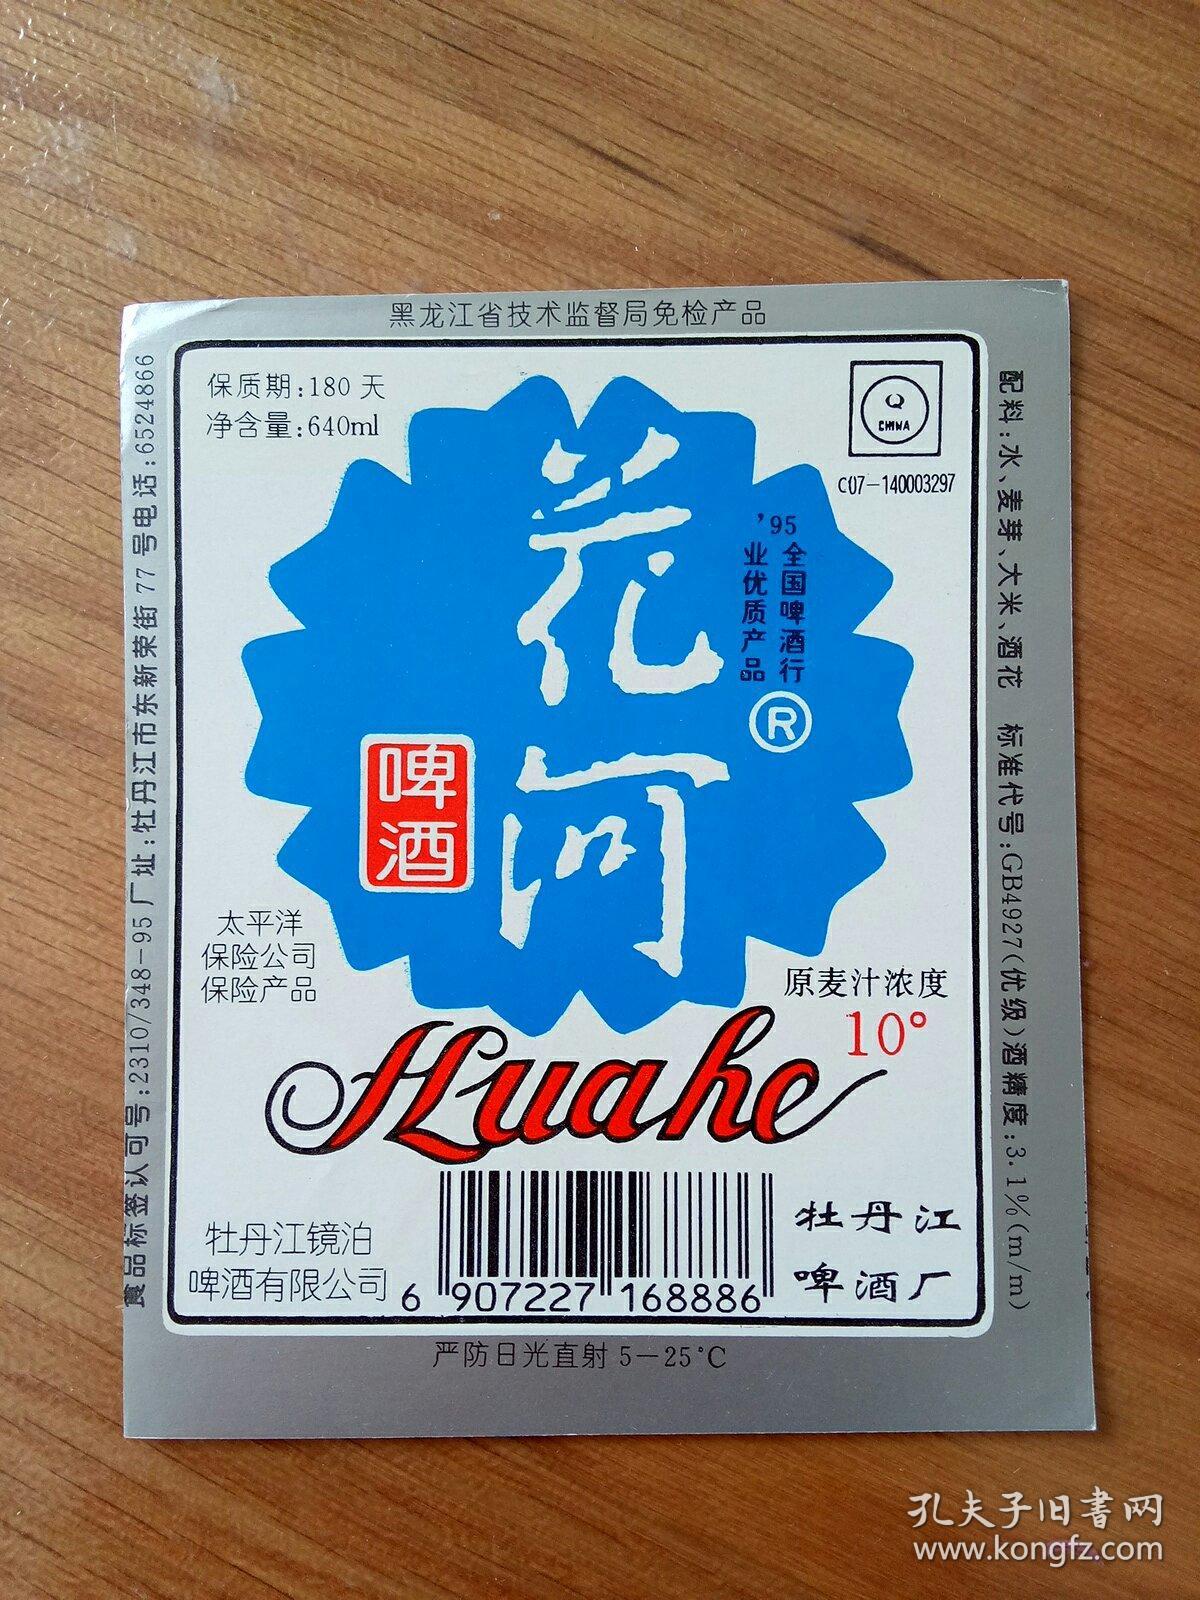 黑龙江省技术监督局免检产品
保质期:180 天
净含量:640ml
CHINA
C07-140003297
花河
®
'95全国啤酒行
业优质产品
啤酒
太平洋
保险公司
保险产品
原麦汁浓度
10°
Huahe
牡丹江镜泊
啤酒有限公司
6 907227 168886
牡丹江
啤酒厂
严防日光直射 5-25°C
食品标签认可号:2310/348-95 厂址:牡丹江市东新荣街 77 号电话:6524866
配料:水、麦芽、大米、酒花 标准代号:GB4927(优级)酒精度:3.1%(m/m)
孔夫子旧书网
www.kongfz.com